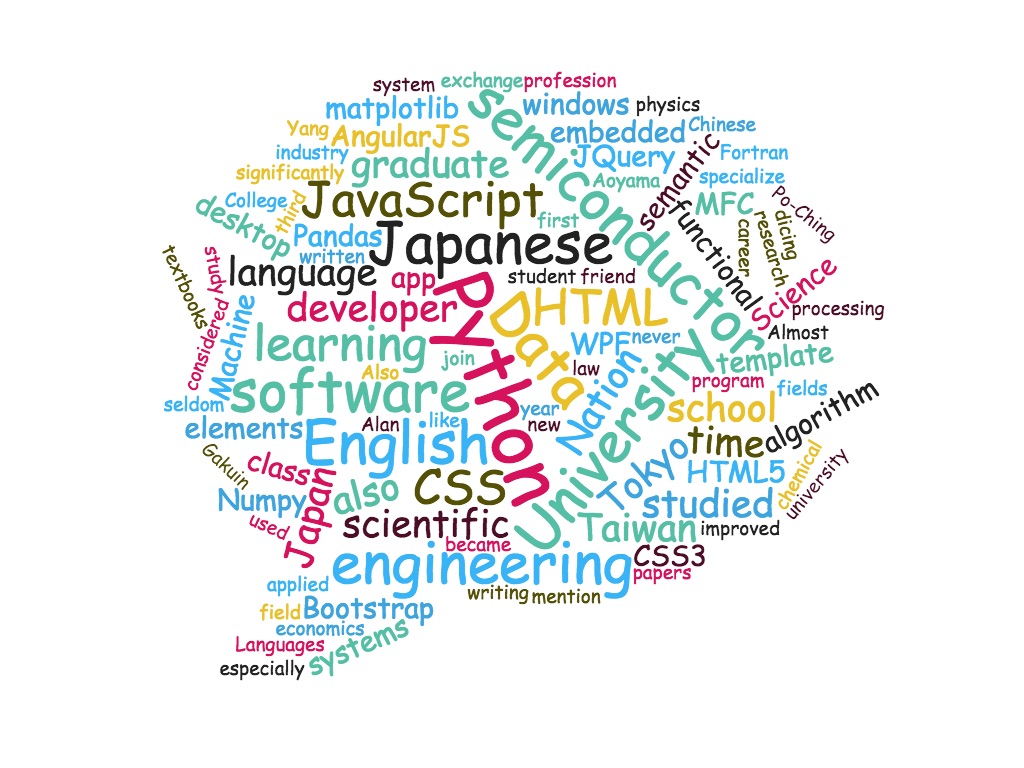 system
exchange
profession
matplotlib
semiconductor
windows
physics
Yang
AngularJS
embedded
Chinese
industry
graduate
JQuery
semantic
Fortran
significantly
Aoyama
specialize
College
third
JavaScript
first
functional
MFC
Po-Ching
desktop
Pandas
Japanese
career
research
dicing
written
textbooks
study
language
app
student
friend
Science
developer
Python
Data
HTML
processing
considered
Machine
learning
join
WPF
never
Almost
Also
law
template
software
Nation
University
program
fields
seldom
year
school
algorithm
elements
Alan
like
new
time
English
Gakuin
class
Tokyo
HTML5
chemical
university
Numpy
Japan
also
CSS
studied
used
scientific
Taiwan
improved
became
engineering
CSS3
papers
applied
writing
mention
field
Bootstrap
economics
Languages
systems
especially